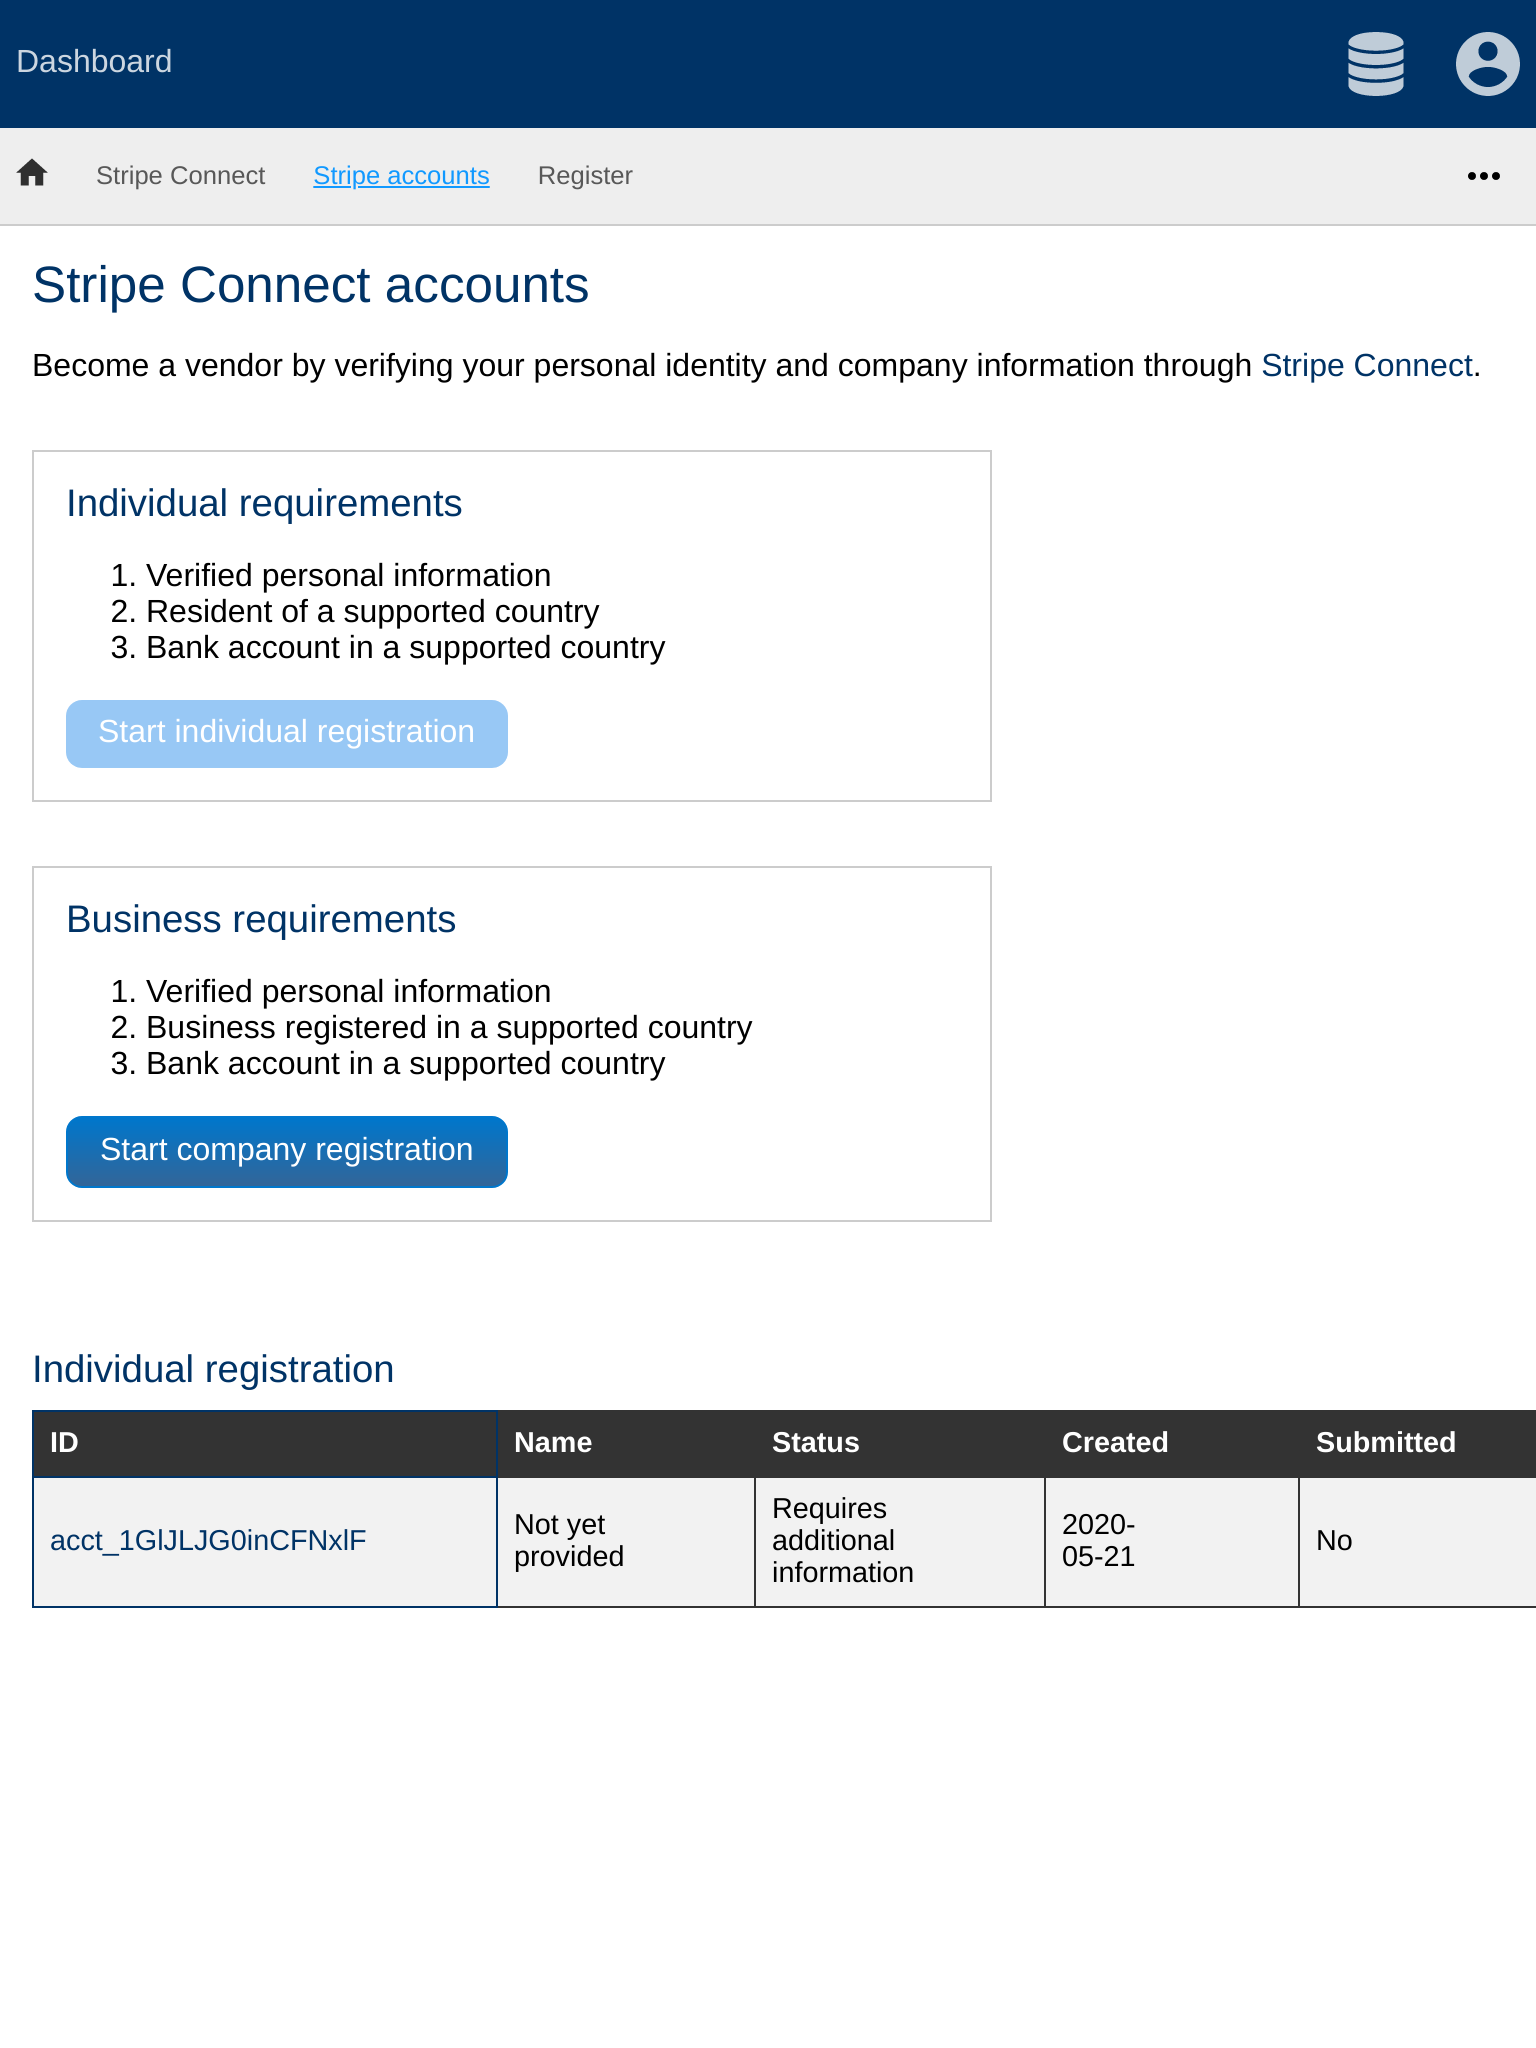 Dashboard
Stripe Connect Stripe accounts Register
Stripe Connect accounts
Become a vendor by verifying your personal identity and company information through Stripe Connect.
Individual requirements
1. Verified personal information
2. Resident of a supported country
3. Bank account in a supported country
Start individual registration
Business requirements
1. Verified personal information
2. Business registered in a supported country
3. Bank account in a supported country
Start company registration
Individual registration
ID Name Status Created Submitted
acct_1GlJLJG0inCFNxlF Not yet provided Requires additional information 2020-05-21 No